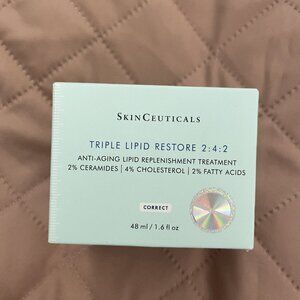 SKINCEUTICALS
TRIPLE LIPID RESTORE 2:4:2
ANTI-AGING LIPID REPLENISHMENT TREATMENT
2% CERAMIDES | 4% CHOLESTEROL | 2% FATTY ACIDS
CORRECT
48 ml / 1.6 fl oz